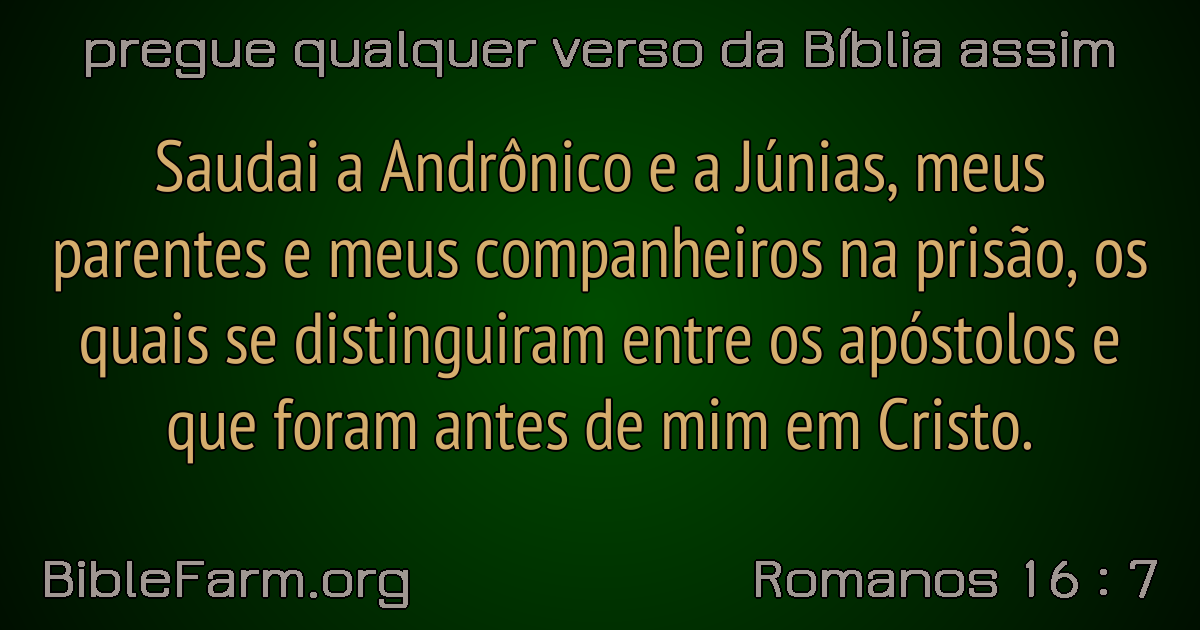 pregue qualquer verso da Bíblia assim
Saudai a Andrônico e a Júnias, meus
parentes e meus companheiros na prisão, os
quais se distinguiram entre os apóstolos e
que foram antes de mim em Cristo.
BibleFarm.org
Romanos 16 : 7